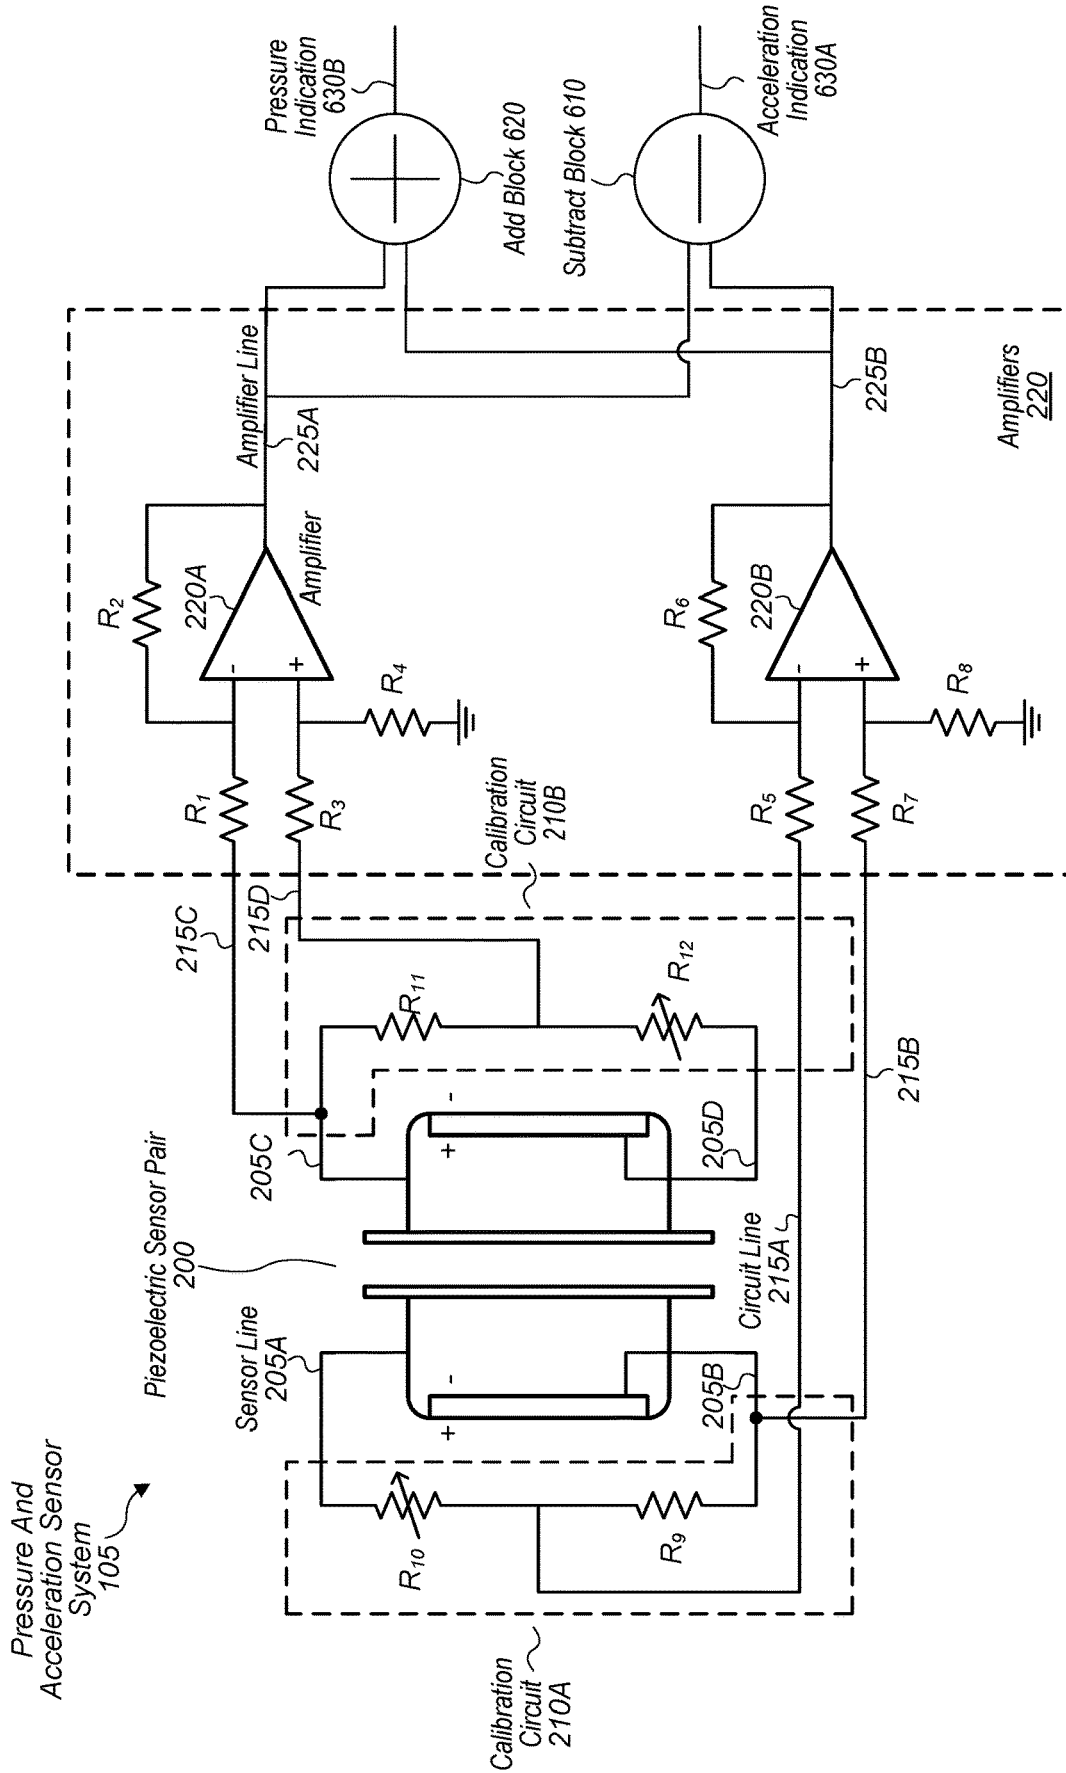 Pressure And
Acceleration Sensor
System
105
Piezoelectric Sensor Pair
200
Calibration
Circuit
210A
Calibration
Circuit
210B
Sensor Line
205A
205B
205C
205D
Circuit Line
215A
215B
215C
215D
R10
R9
R11
R12
+
-
+
-
R1
R2
R3
R4
R5
R6
R7
R8
-
+
-
+
220A
Amplifier
220B
Amplifier Line
225A
225B
Amplifiers
220
Add Block 620
Subtract Block 610
Pressure
Indication
630B
Acceleration
Indication
630A